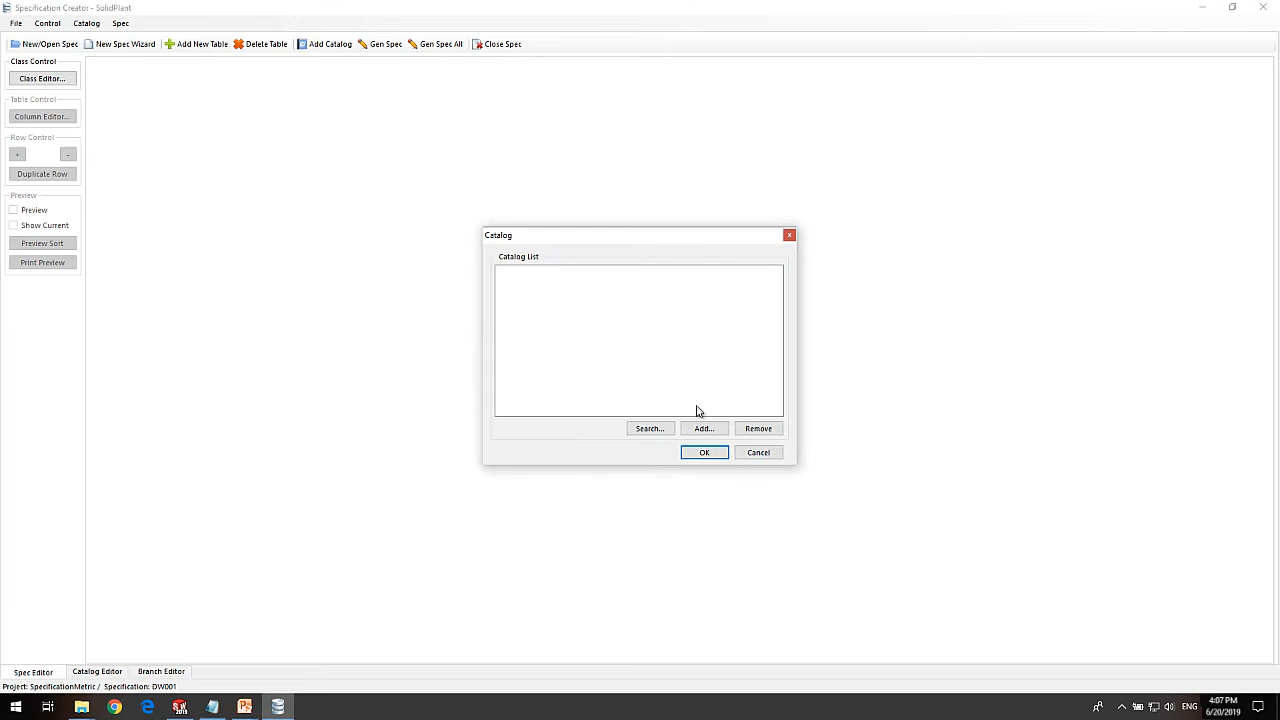 Specification Creator - SolidPlant
File Control Catalog Spec
New/Open Spec New Spec Wizard Add New Table Delete Table Add Catalog Gen Spec Gen Spec All Close Spec
Class Control
Class Editor...
Table Control
Column Editor...
Row Control
+ -
Duplicate Row
Preview
Preview
Show Current
Preview Sort
Print Preview
Catalog x
Catalog List
Search... Add... Remove
OK Cancel
Spec Editor Catalog Editor Branch Editor
Project: SpecificationMetric / Specification: DW001
ENG
4:07 PM
6/20/2019